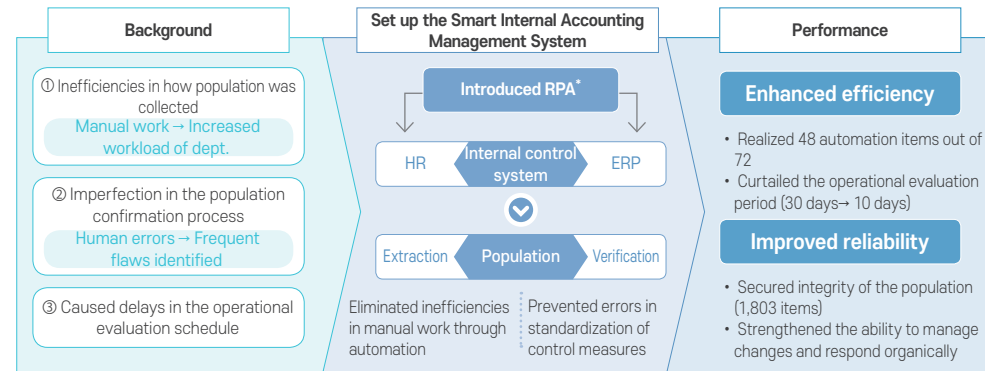 Background
① Inefficiencies in how population was
collected
Manual work → Increased
workload of dept.
② Imperfection in the population
confirmation process
Human errors → Frequent
flaws identified
③ Caused delays in the operational
evaluation schedule
Set up the Smart Internal Accounting
Management System
Introduced RPA*
HR
Internal control
system
ERP
Extraction
Population
Verification
Eliminated inefficiencies
in manual work through
automation
Prevented errors in
standardization of
control measures
Performance
Enhanced efficiency
• Realized 48 automation items out of
72
• Curtailed the operational evaluation
period (30 days→ 10 days)
Improved reliability
• Secured integrity of the population
(1,803 items)
• Strengthened the ability to manage
changes and respond organically